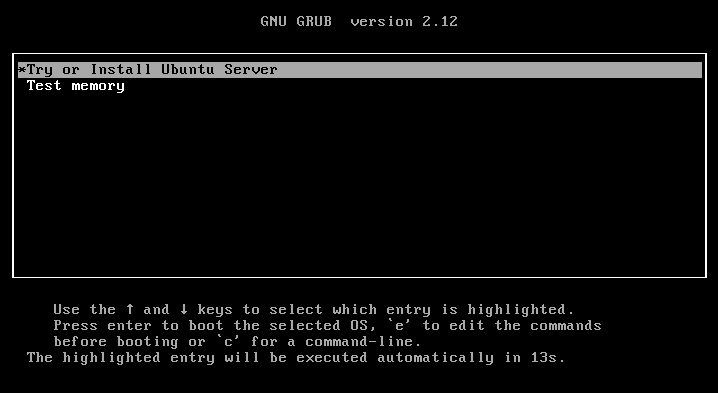 GNU GRUB  version 2.12
*Try or Install Ubuntu Server
Test memory
Use the ↑ and ↓ keys to select which entry is highlighted.
Press enter to boot the selected OS, `e' to edit the commands
before booting or `c' for a command-line.
The highlighted entry will be executed automatically in 13s.